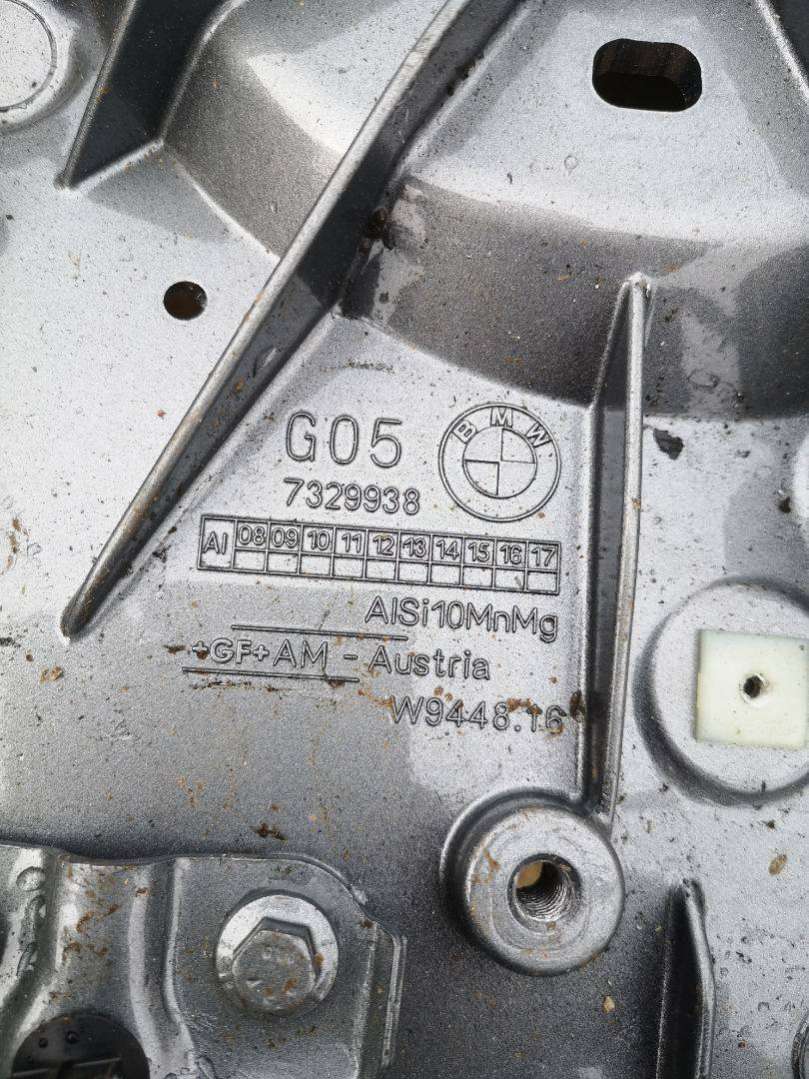 G05
BMW
7329938
Al 08 09 10 11 12 13 14 15 16 17
AlSi10MnMg
+GF+AM - Austria
W9448.16